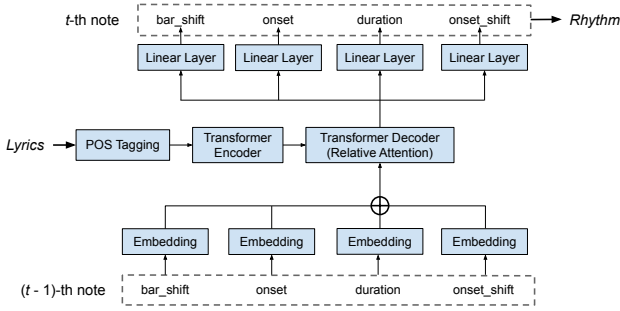 t-th note bar_shift onset duration onset_shift Rhythm
Linear Layer Linear Layer Linear Layer Linear Layer
Lyrics POS Tagging Transformer Encoder Transformer Decoder (Relative Attention)
Embedding Embedding Embedding Embedding
(t - 1)-th note bar_shift onset duration onset_shift